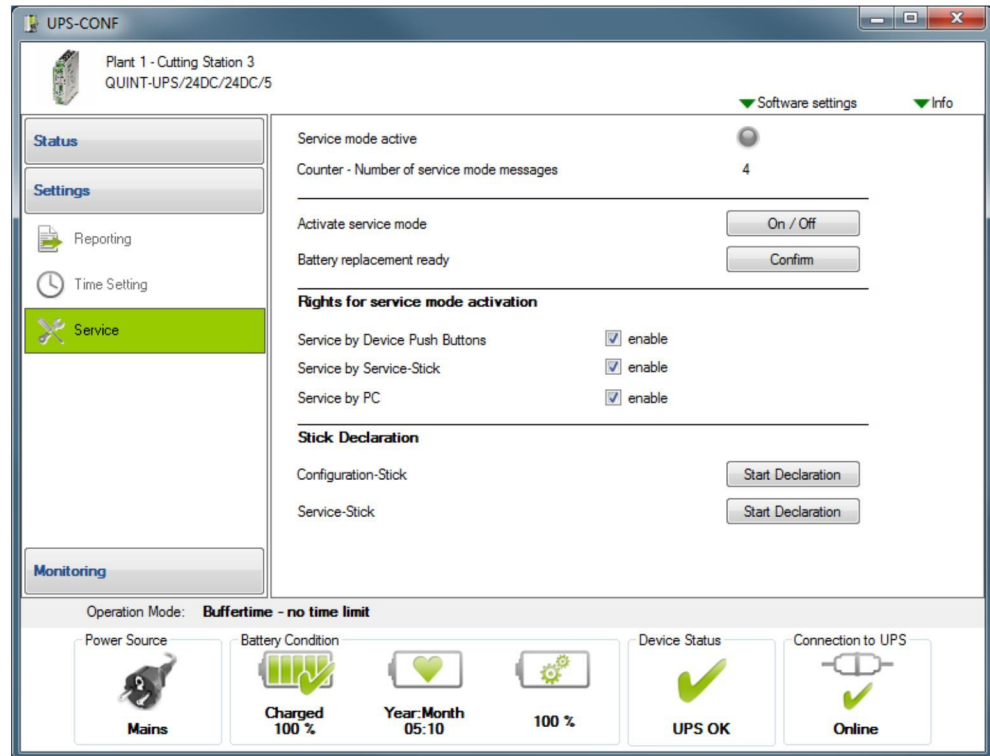 UPS-CONF
Plant 1 - Cutting Station 3
QUINT-UPS/24DC/24DC/5
Software settings
Info
Status
Settings
Reporting
Time Setting
Service
Monitoring
Service mode active
Counter - Number of service mode messages 4
Activate service mode On / Off
Battery replacement ready Confirm
Rights for service mode activation
Service by Device Push Buttons enable
Service by Service-Stick enable
Service by PC enable
Stick Declaration
Configuration-Stick Start Declaration
Service-Stick Start Declaration
Operation Mode: Buffertime - no time limit
Power Source
Mains
Battery Condition
Charged
100 %
Year:Month
05:10
100 %
Device Status
UPS OK
Connection to UPS
Online